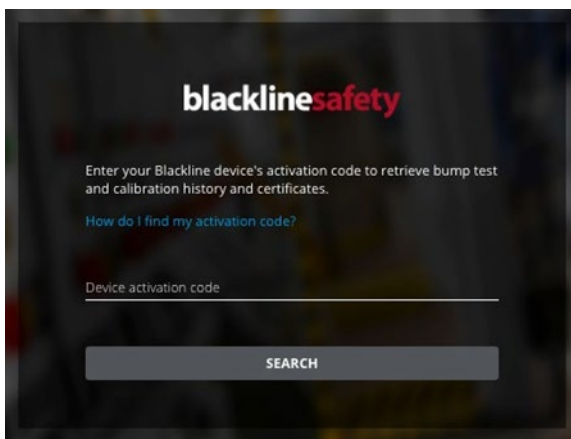 blacklinesafety
Enter your Blackline device's activation code to retrieve bump test
and calibration history and certificates.
How do I find my activation code?
Device activation code
SEARCH